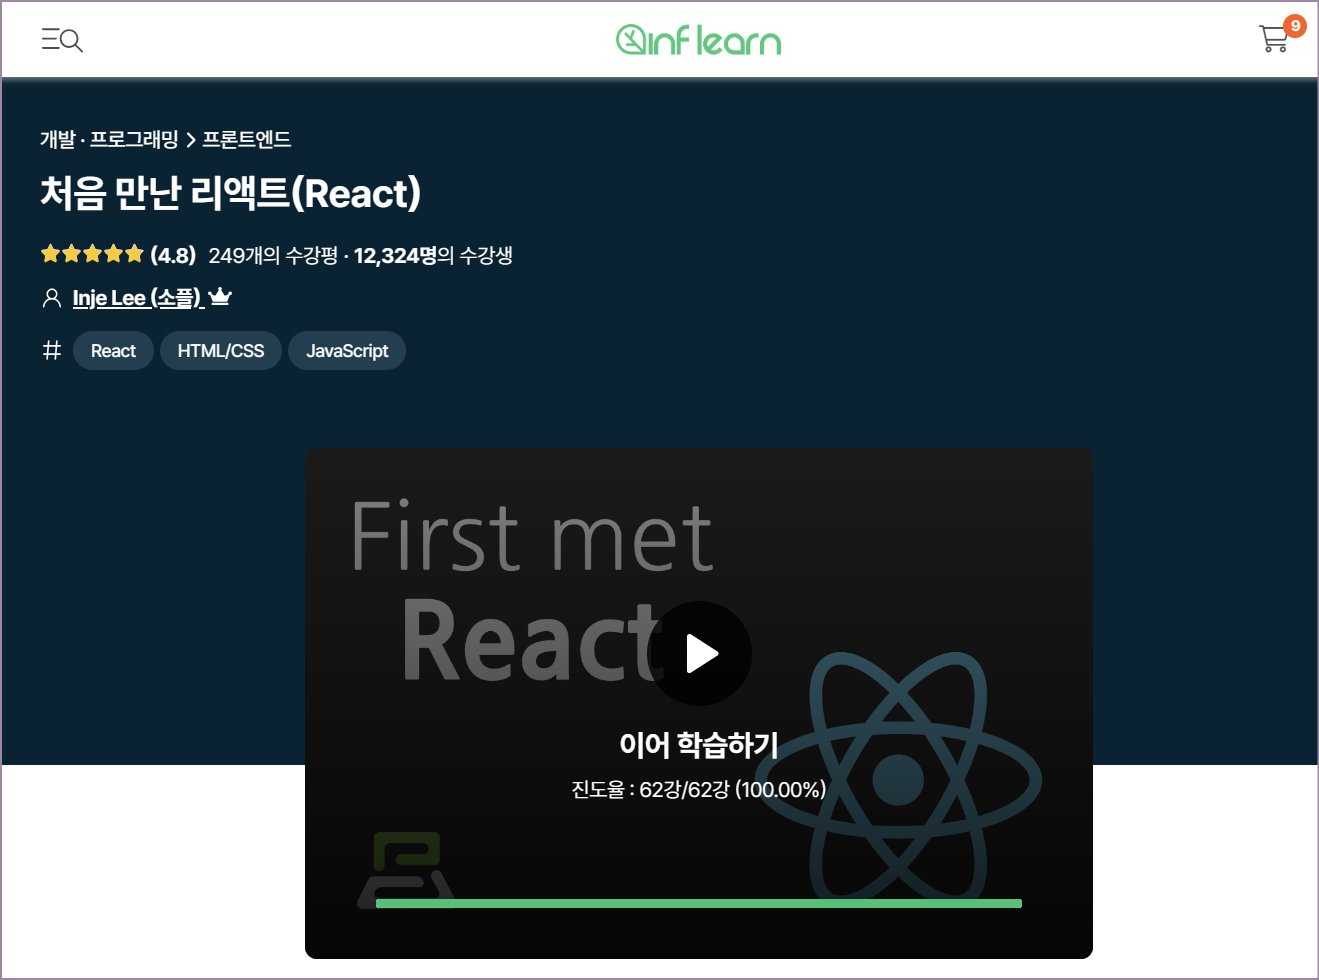 inflearn
9
개발 · 프로그래밍 > 프론트엔드
처음 만난 리액트(React)
(4.8) 249개의 수강평 · 12,324명의 수강생
Inje Lee (소플)
# React HTML/CSS JavaScript
First met
React
이어 학습하기
진도율 : 62강/62강 (100.00%)